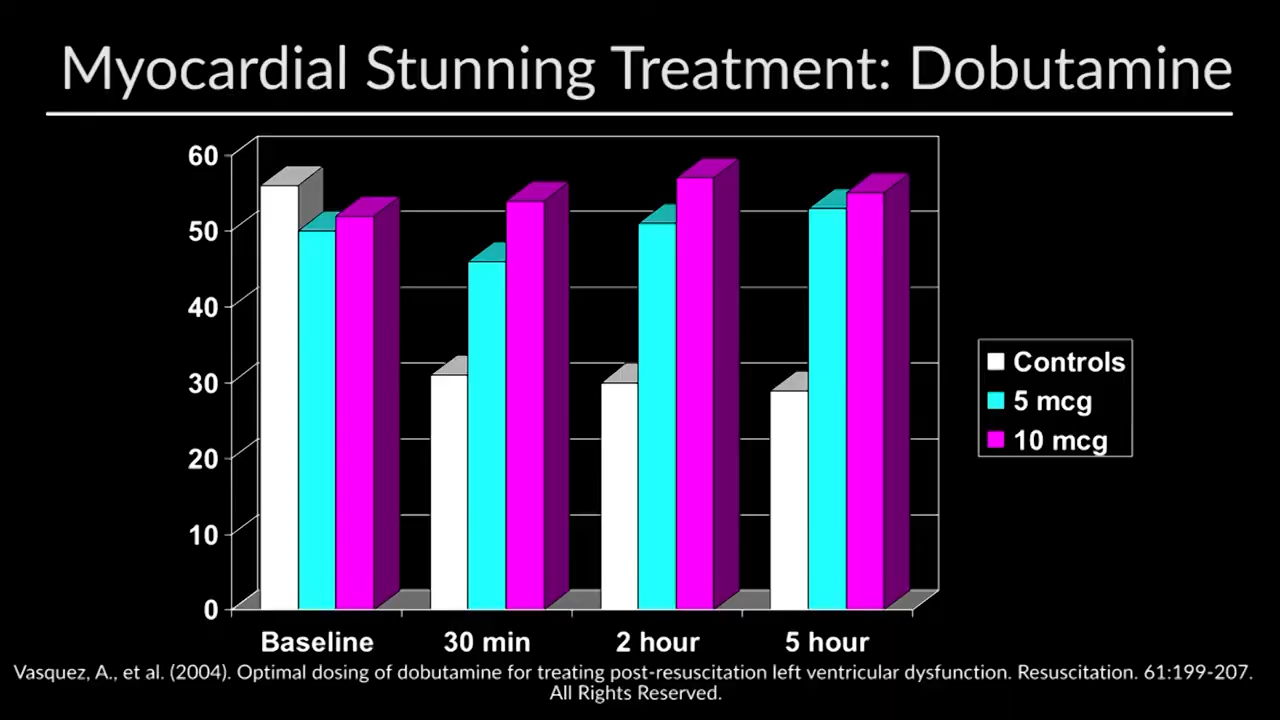 Myocardial Stunning Treatment: Dobutamine
60
50
40
30
20
10
0
Baseline
30 min
2 hour
5 hour
Controls
5 mcg
10 mcg
Vasquez, A., et al. (2004). Optimal dosing of dobutamine for treating post-resuscitation left ventricular dysfunction. Resuscitation. 61:199-207.
All Rights Reserved.